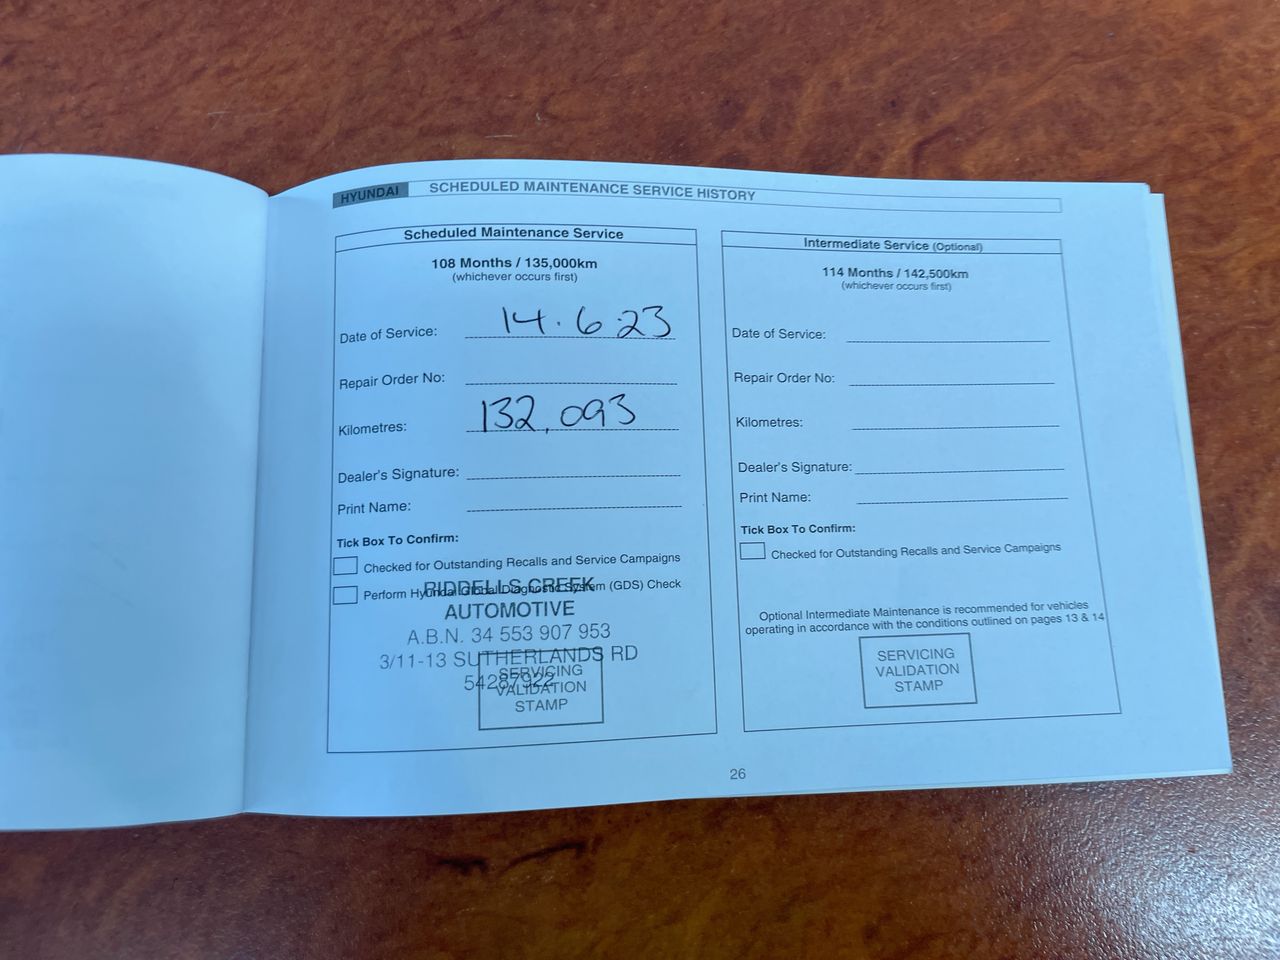 HYUNDAI SCHEDULED MAINTENANCE SERVICE HISTORY
Scheduled Maintenance Service
108 Months / 135,000km
(whichever occurs first)
Date of Service: 14.6.23
Repair Order No:
Kilometres: 132,093
Dealer's Signature:
Print Name:
Tick Box To Confirm:
Checked for Outstanding Recalls and Service Campaigns
Perform Hyundai Global Diagnostic System (GDS) Check
RIDDELLS CREEK
AUTOMOTIVE
A.B.N. 34 553 907 953
3/11-13 SUTHERLANDS RD
54287922
SERVICING
VALIDATION
STAMP
Intermediate Service (Optional)
114 Months / 142,500km
(whichever occurs first)
Date of Service:
Repair Order No:
Kilometres:
Dealer's Signature:
Print Name:
Tick Box To Confirm:
Checked for Outstanding Recalls and Service Campaigns
Optional Intermediate Maintenance is recommended for vehicles
operating in accordance with the conditions outlined on pages 13 & 14
SERVICING
VALIDATION
STAMP
26